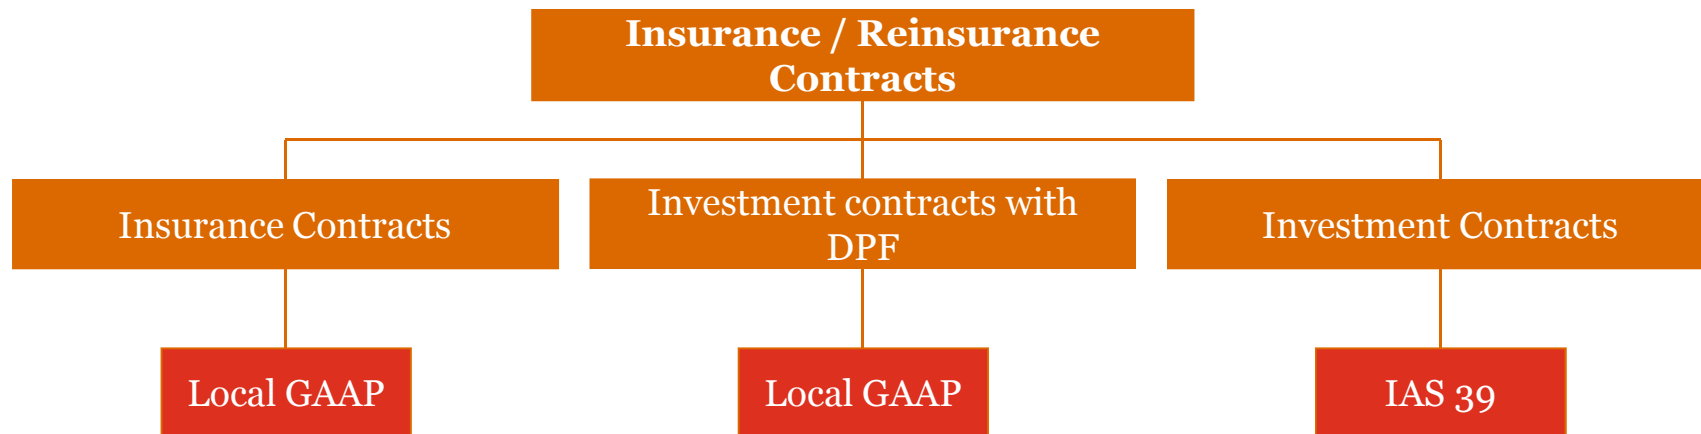 Insurance / Reinsurance
Contracts
Insurance Contracts
Investment contracts with
DPF
Investment Contracts
Local GAAP
Local GAAP
IAS 39